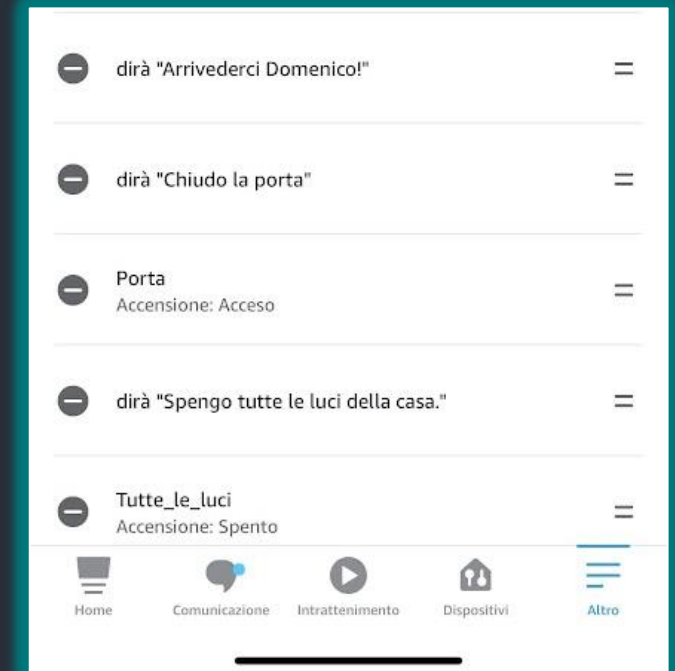 dirà "Arrivederci Domenico!"
dirà "Chiudo la porta"
Porta
Accensione: Acceso
dirà "Spengo tutte le luci della casa."
Tutte_le_luci
Accensione: Spento
Home Comunicazione Intrattenimento Dispositivi Altro